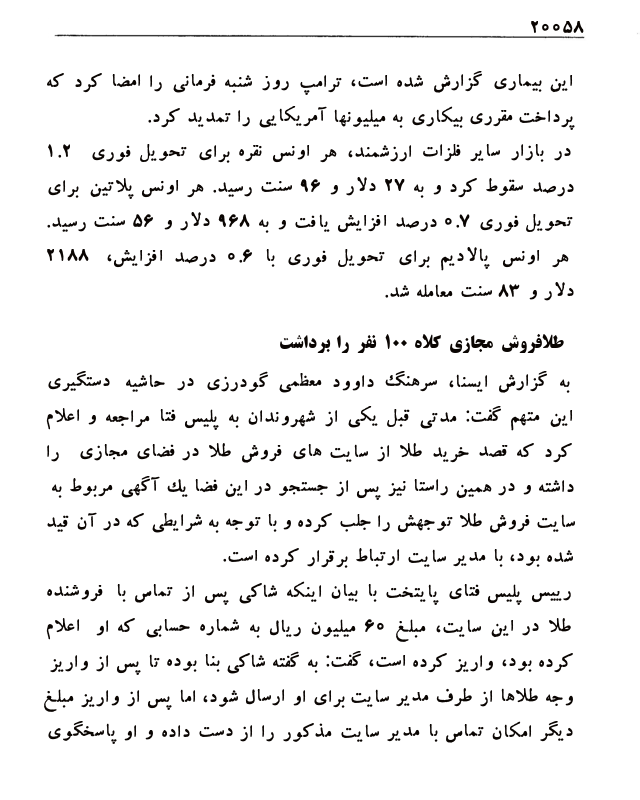 ۲۰۰۵۸
این بیماری گزارش شده است، ترامپ روز شنبه فرمانی را امضا کرد که
پرداخت مقرری بیکاری به میلیونها آمریکایی را تمدید کرد.
در بازار سایر فلزات ارزشمند، هر اونس نقره برای تحویل فوری ۱.۲
درصد سقوط کرد و به ۲۷ دلار و ۹۶ سنت رسید. هر اونس پلاتین برای
تحویل فوری ۰.۷ درصد افزایش یافت و به ۹۶۸ دلار و ۵۶ سنت رسید.
هر اونس پالادیم برای تحویل فوری با ۰.۶ درصد افزایش، ۲۱۸۸
دلار و ۸۳ سنت معامله شد.
طلافروش مجازی کلاه ۱۰۰ نفر را برداشت
به گزارش ایسنا، سرهنگ داوود معظمی گودرزی در حاشیه دستگیری
این متهم گفت: مدتی قبل یکی از شهروندان به پلیس فتا مراجعه و اعلام
کرد که قصد خرید طلا از سایت های فروش طلا در فضای مجازی را
داشته و در همین راستا نیز پس از جستجو در این فضا یك آگهی مربوط به
سایت فروش طلا توجهش را جلب کرده و با توجه به شرایطی که در آن قید
شده بود، با مدیر سایت ارتباط برقرار کرده است.
رییس پلیس فتای پایتخت با بیان اینکه شاکی پس از تماس با فروشنده
طلا در این سایت، مبلغ ۶۰ میلیون ریال به شماره حسابی که او اعلام
کرده بود، واریز کرده است، گفت: به گفته شاکی بنا بوده تا پس از واریز
وجه طلاها از طرف مدیر سایت برای او ارسال شود، اما پس از واریز مبلغ
دیگر امکان تماس با مدیر سایت مذکور را از دست داده و او پاسخگوی